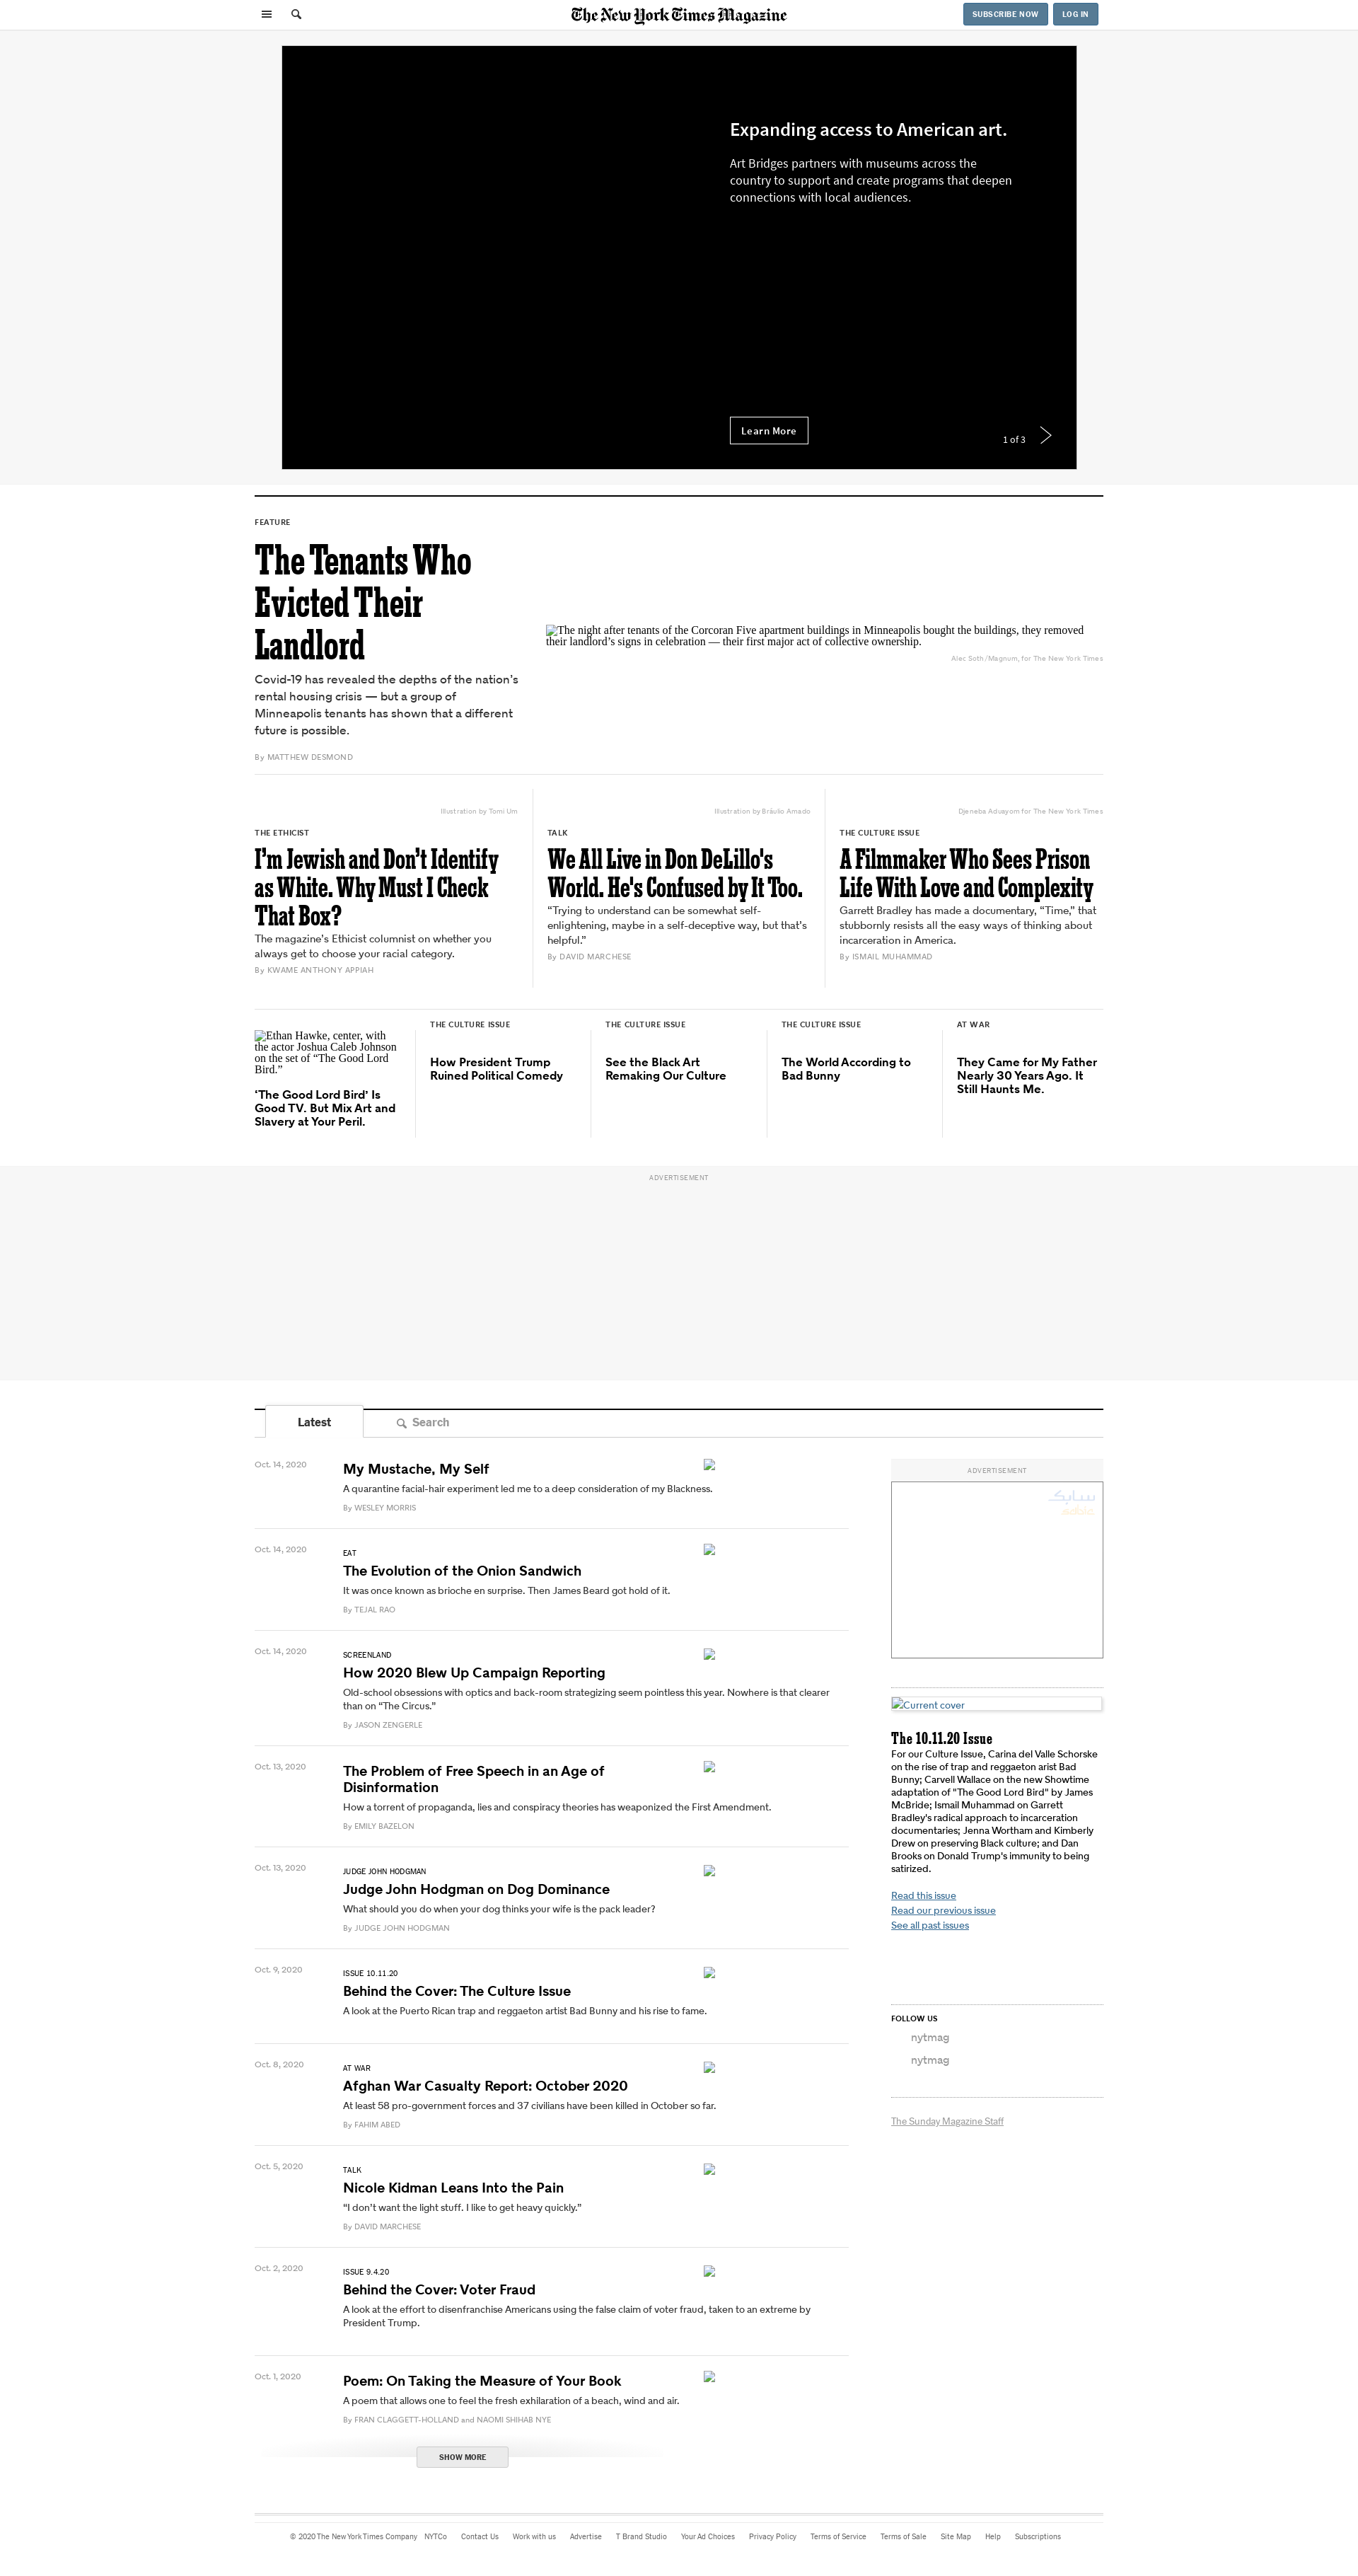 The New York Times Magazine
SUBSCRIBE NOW
LOG IN
Expanding access to American art.
Art Bridges partners with museums across the
country to support and create programs that deepen
connections with local audiences.
Learn More
1 of 3
FEATURE
The Tenants Who
Evicted Their
Landlord
Covid-19 has revealed the depths of the nation’s
rental housing crisis — but a group of
Minneapolis tenants has shown that a different
future is possible.
By MATTHEW DESMOND
The night after tenants of the Corcoran Five apartment buildings in Minneapolis bought the buildings, they removed
their landlord’s signs in celebration — their first major act of collective ownership.
Alec Soth/Magnum, for The New York Times
Illustration by Tomi Um
THE ETHICIST
I’m Jewish and Don’t Identify
as White. Why Must I Check
That Box?
The magazine’s Ethicist columnist on whether you
always get to choose your racial category.
By KWAME ANTHONY APPIAH
Illustration by Bráulio Amado
TALK
We All Live in Don DeLillo's
World. He's Confused by It Too.
“Trying to understand can be somewhat self-
enlightening, maybe in a self-deceptive way, but that’s
helpful.”
By DAVID MARCHESE
Djeneba Aduayom for The New York Times
THE CULTURE ISSUE
A Filmmaker Who Sees Prison
Life With Love and Complexity
Garrett Bradley has made a documentary, “Time,” that
stubbornly resists all the easy ways of thinking about
incarceration in America.
By ISMAIL MUHAMMAD
Ethan Hawke, center, with
the actor Joshua Caleb Johnson
on the set of “The Good Lord
Bird.”
‘The Good Lord Bird’ Is
Good TV. But Mix Art and
Slavery at Your Peril.
THE CULTURE ISSUE
How President Trump
Ruined Political Comedy
THE CULTURE ISSUE
See the Black Art
Remaking Our Culture
THE CULTURE ISSUE
The World According to
Bad Bunny
AT WAR
They Came for My Father
Nearly 30 Years Ago. It
Still Haunts Me.
ADVERTISEMENT
Latest
Search
Oct. 14, 2020
My Mustache, My Self
A quarantine facial-hair experiment led me to a deep consideration of my Blackness.
By WESLEY MORRIS
Oct. 14, 2020
EAT
The Evolution of the Onion Sandwich
It was once known as brioche en surprise. Then James Beard got hold of it.
By TEJAL RAO
Oct. 14, 2020
SCREENLAND
How 2020 Blew Up Campaign Reporting
Old-school obsessions with optics and back-room strategizing seem pointless this year. Nowhere is that clearer
than on “The Circus.”
By JASON ZENGERLE
Oct. 13, 2020
The Problem of Free Speech in an Age of
Disinformation
How a torrent of propaganda, lies and conspiracy theories has weaponized the First Amendment.
By EMILY BAZELON
Oct. 13, 2020
JUDGE JOHN HODGMAN
Judge John Hodgman on Dog Dominance
What should you do when your dog thinks your wife is the pack leader?
By JUDGE JOHN HODGMAN
Oct. 9, 2020
ISSUE 10.11.20
Behind the Cover: The Culture Issue
A look at the Puerto Rican trap and reggaeton artist Bad Bunny and his rise to fame.
Oct. 8, 2020
AT WAR
Afghan War Casualty Report: October 2020
At least 58 pro-government forces and 37 civilians have been killed in October so far.
By FAHIM ABED
Oct. 5, 2020
TALK
Nicole Kidman Leans Into the Pain
“I don’t want the light stuff. I like to get heavy quickly.”
By DAVID MARCHESE
Oct. 2, 2020
ISSUE 9.4.20
Behind the Cover: Voter Fraud
A look at the effort to disenfranchise Americans using the false claim of voter fraud, taken to an extreme by
President Trump.
Oct. 1, 2020
Poem: On Taking the Measure of Your Book
A poem that allows one to feel the fresh exhilaration of a beach, wind and air.
By FRAN CLAGGETT-HOLLAND and NAOMI SHIHAB NYE
SHOW MORE
ADVERTISEMENT
سابك
sabic
Current cover
The 10.11.20 Issue
For our Culture Issue, Carina del Valle Schorske
on the rise of trap and reggaeton arist Bad
Bunny; Carvell Wallace on the new Showtime
adaptation of "The Good Lord Bird" by James
McBride; Ismail Muhammad on Garrett
Bradley's radical approach to incarceration
documentaries; Jenna Wortham and Kimberly
Drew on preserving Black culture; and Dan
Brooks on Donald Trump's immunity to being
satirized.
Read this issue
Read our previous issue
See all past issues
FOLLOW US
nytmag
nytmag
The Sunday Magazine Staff
© 2020 The New York Times Company NYTCo Contact Us Work with us Advertise T Brand Studio Your Ad Choices Privacy Policy Terms of Service Terms of Sale Site Map Help Subscriptions